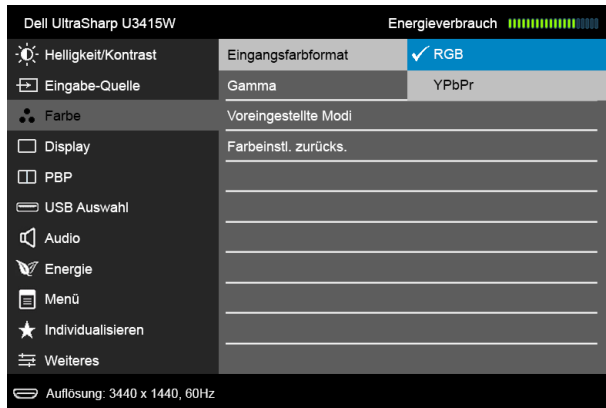 Dell UltraSharp U3415W Energieverbrauch
Helligkeit/Kontrast Eingangsfarbformat RGB
Eingabe-Quelle Gamma YPbPr
Farbe Voreingestellte Modi
Display Farbeinstl. zurücks.
PBP
USB Auswahl
Audio
Energie
Menü
Individualisieren
Weiteres
Auflösung: 3440 x 1440, 60Hz